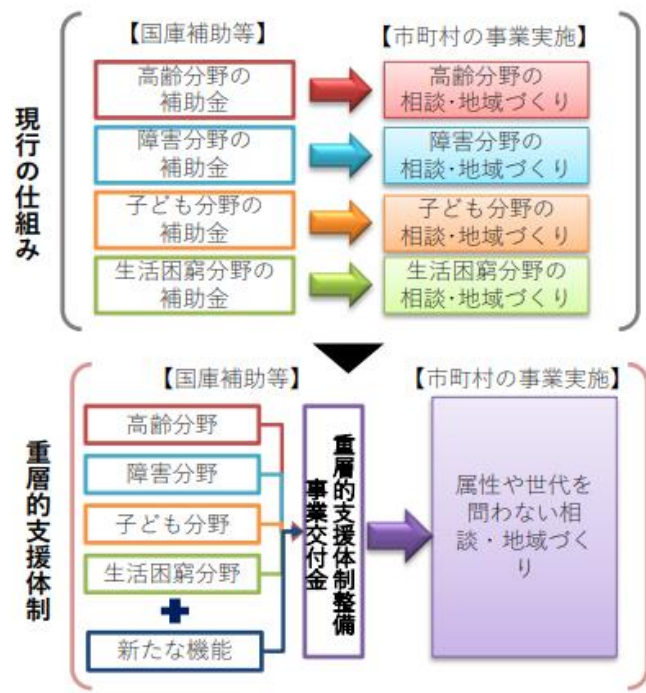 現行の仕組み
【国庫補助等】
【市町村の事業実施】
高齢分野の
補助金
高齢分野の
相談・地域づくり
障害分野の
補助金
障害分野の
相談・地域づくり
子ども分野の
補助金
子ども分野の
相談・地域づくり
生活困窮分野の
補助金
生活困窮分野の
相談・地域づくり
重層的支援体制
【国庫補助等】
【市町村の事業実施】
高齢分野
障害分野
子ども分野
生活困窮分野
新たな機能
重層的支援体制整備
事業交付金
属性や世代を
問わない相
談・地域づく
り